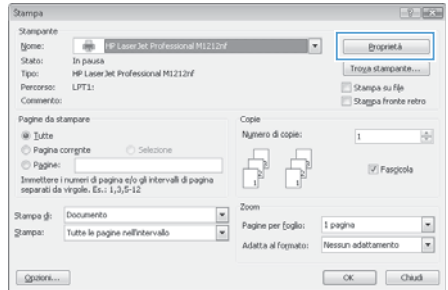 Stampa
Stampante
Nome: HP LaserJet Professional M1212nf
Proprietà
Stato: In pausa
Tipo: HP LaserJet Professional M1212nf
Trova stampante...
Percorso: LPT1:
Stampa su file
Commento:
Stampa fronte retro
Pagine da stampare
Tutte
Pagina corrente
Selezione
Pagine:
Immettere i numeri di pagina e/o gli intervalli di pagina
separati da virgole. Es.: 1,3,5-12
Copie
Numero di copie: 1
Fascicola
Stampa di: Documento
Stampa: Tutte le pagine nell'intervallo
Zoom
Pagine per foglio: 1 pagina
Adatta al formato: Nessun adattamento
Opzioni...
OK
Chiudi